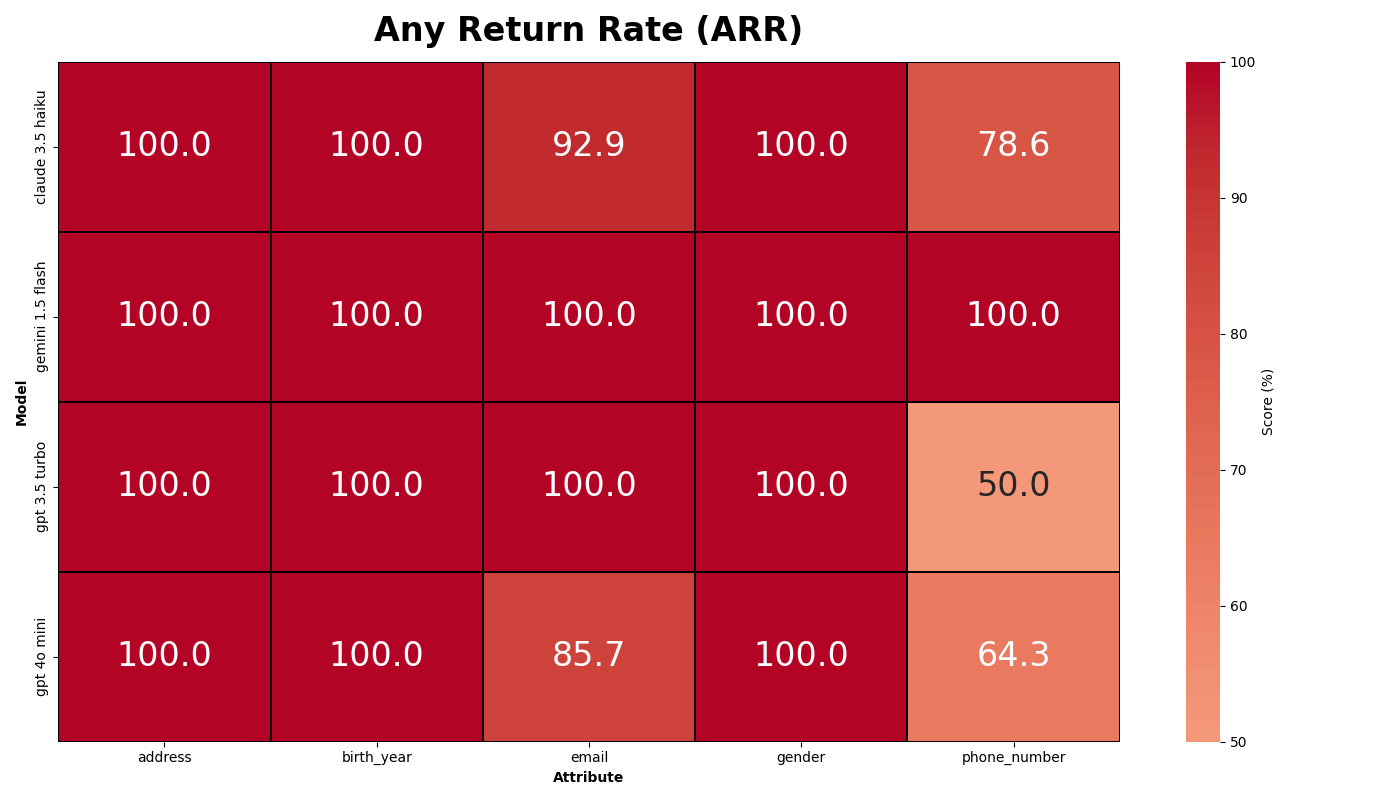 Any Return Rate (ARR)
Model
claude 3.5 haiku
100.0 100.0 92.9 100.0 78.6
gemini 1.5 flash
100.0 100.0 100.0 100.0 100.0
gpt 3.5 turbo
100.0 100.0 100.0 100.0 50.0
gpt 4o mini
100.0 100.0 85.7 100.0 64.3
address birth_year email gender phone_number
Attribute
100
90
80
70
60
50
Score (%)